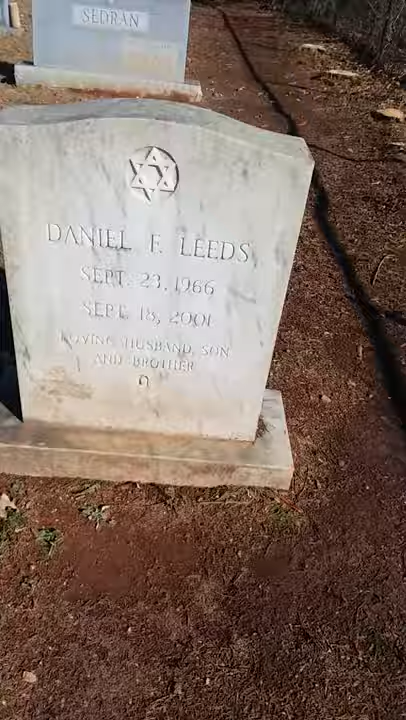 SEDRAN
DANIEL F. LEEDS
SEPT. 23, 1966
SEPT. 18, 2001
LOVING HUSBAND, SON
AND BROTHER